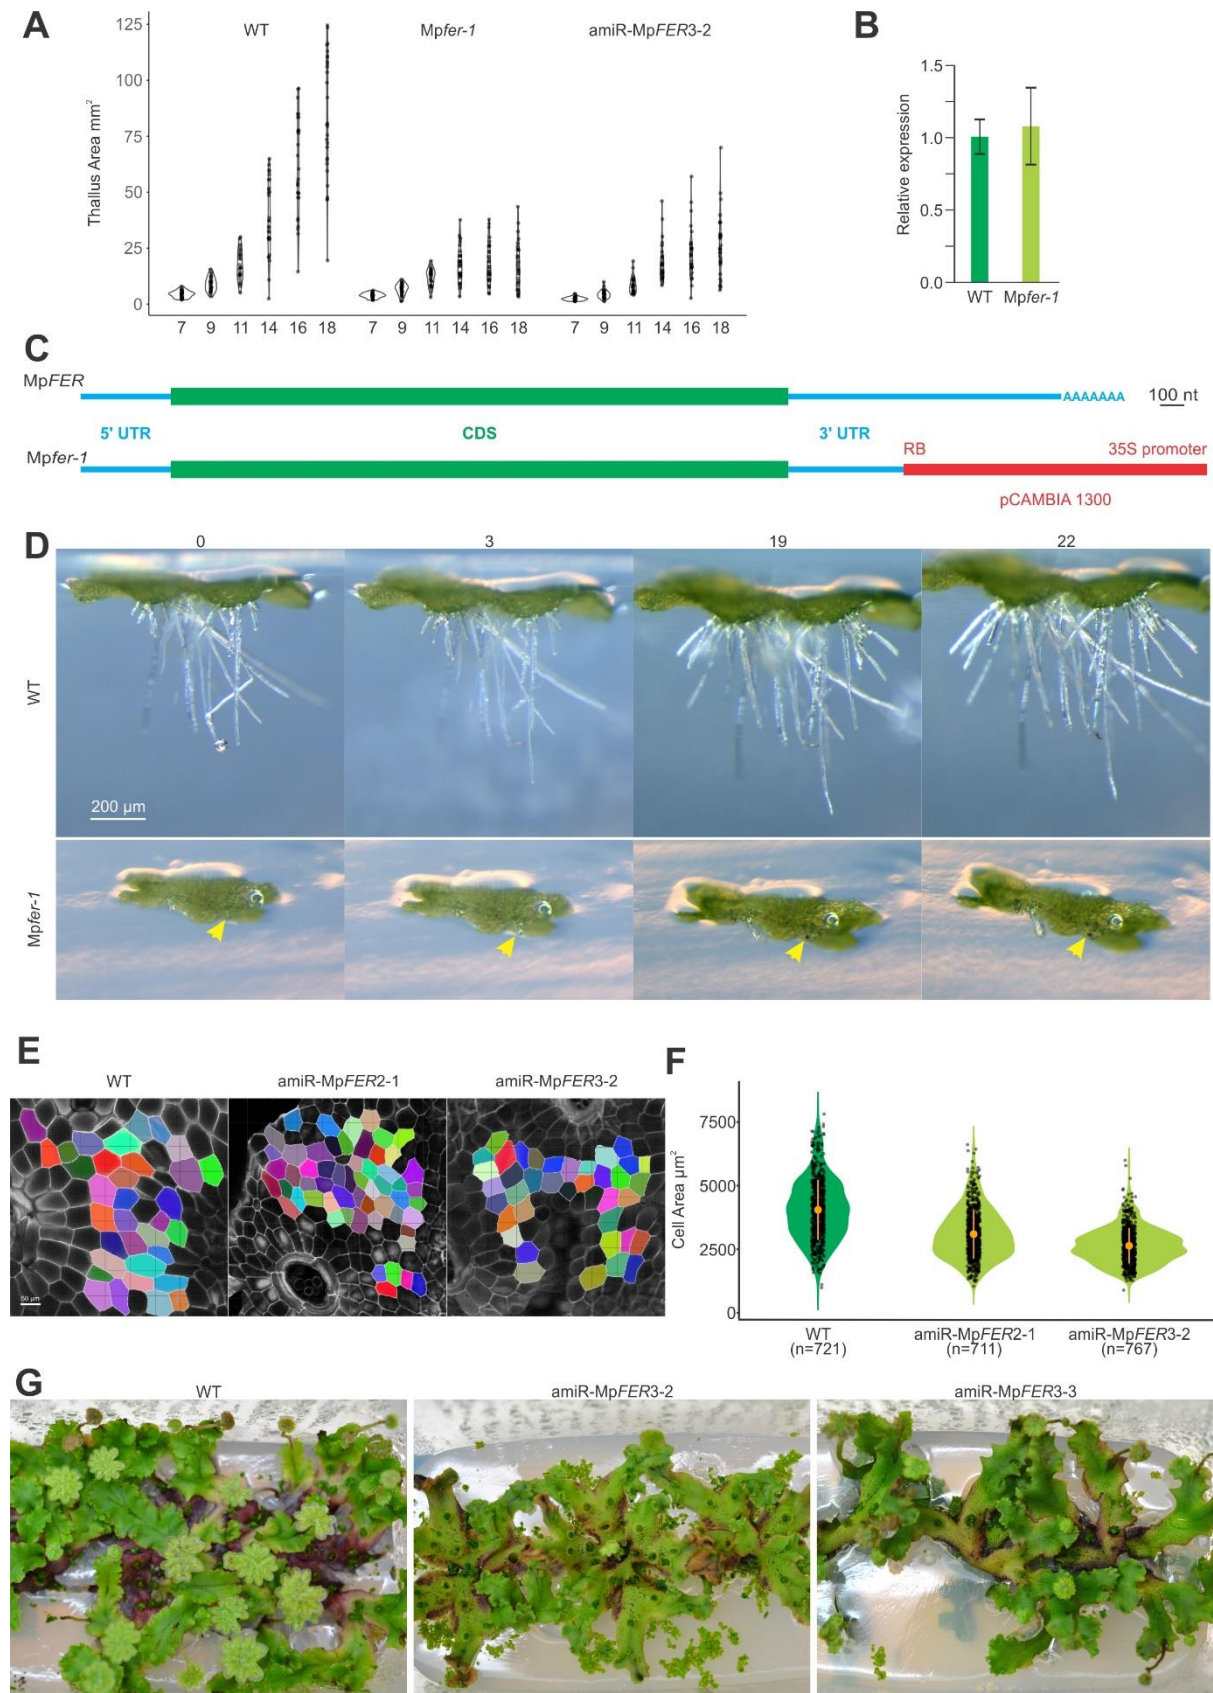 A
B
WT
Mpfer-1
amiR-MpFER3-2
Thallus Area mm²
125
100
75
50
25
0
7 9 11 14 16 18 7 9 11 14 16 18 7 9 11 14 16 18
Relative expression
1.5
1.0
0.5
0.0
WT Mpfer-1
C
MpFER
AAAAAAA
100 nt
5' UTR
CDS
3' UTR
RB
35S promoter
Mpfer-1
pCAMBIA 1300
D
0
3
19
22
WT
200 µm
Mpfer-1
E
WT
amiR-MpFER2-1
amiR-MpFER3-2
50 µm
F
Cell Area µm²
7500
5000
2500
0
WT
(n=721)
amiR-MpFER2-1
(n=711)
amiR-MpFER3-2
(n=767)
G
WT
amiR-MpFER3-2
amiR-MpFER3-3